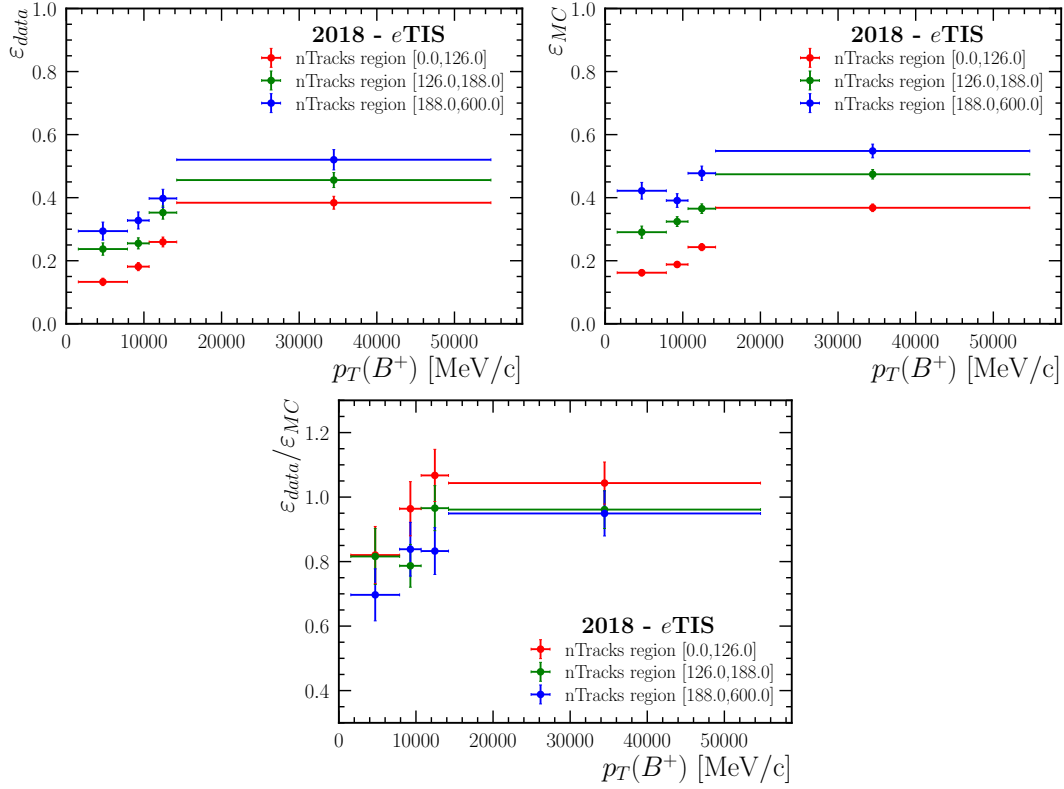 2018 - eTIS
nTracks region [0.0,126.0]
nTracks region [126.0,188.0]
nTracks region [188.0,600.0]
ε_data
1.0
0.8
0.6
0.4
0.2
0.0
0 10000 20000 30000 40000 50000
p_T(B^+) [MeV/c]
2018 - eTIS
nTracks region [0.0,126.0]
nTracks region [126.0,188.0]
nTracks region [188.0,600.0]
ε_MC
1.0
0.8
0.6
0.4
0.2
0.0
0 10000 20000 30000 40000 50000
p_T(B^+) [MeV/c]
ε_data/ε_MC
1.2
1.0
0.8
0.6
0.4
2018 - eTIS
nTracks region [0.0,126.0]
nTracks region [126.0,188.0]
nTracks region [188.0,600.0]
0 10000 20000 30000 40000 50000
p_T(B^+) [MeV/c]